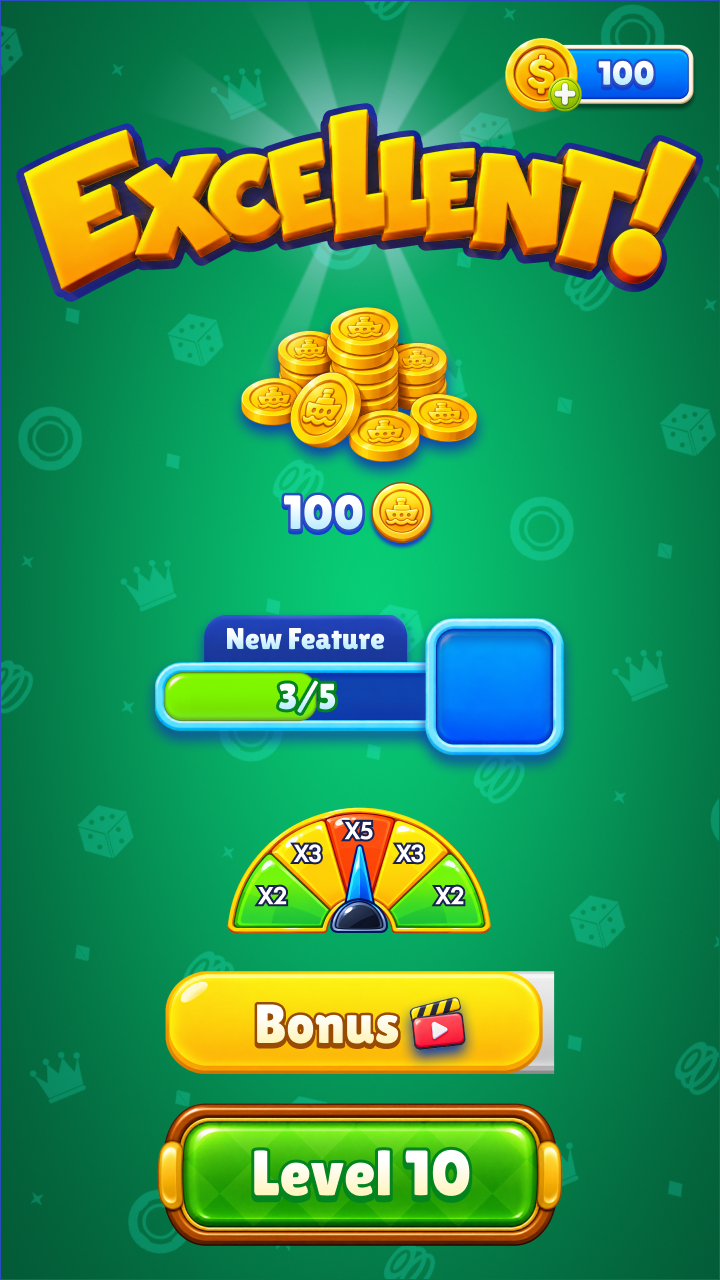 $ 100
EXCELLENT!
100
New Feature
3/5
X2 X3 X5 X3 X2
Bonus
Level 10